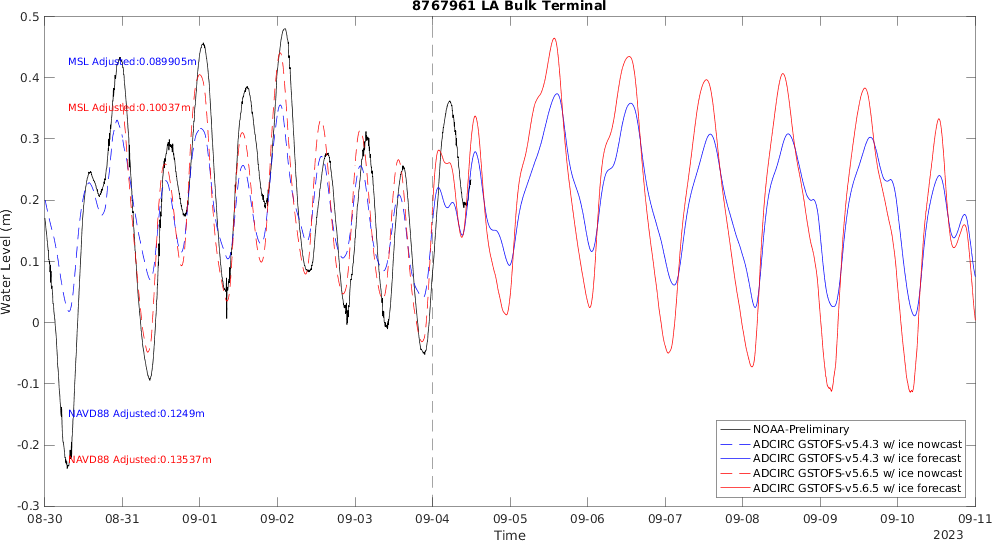 8767961 LA Bulk Terminal
0.5
0.4
0.3
0.2
0.1
0
-0.1
-0.2
-0.3
Water Level (m)
MSL Adjusted:0.089905m
MSL Adjusted:0.10037m
NAVD88 Adjusted:0.1249m
NAVD88 Adjusted:0.13537m
NOAA-Preliminary
ADCIRC GSTOFS-v5.4.3 w/ ice nowcast
ADCIRC GSTOFS-v5.4.3 w/ ice forecast
ADCIRC GSTOFS-v5.6.5 w/ ice nowcast
ADCIRC GSTOFS-v5.6.5 w/ ice forecast
08-30 08-31 09-01 09-02 09-03 09-04 09-05 09-06 09-07 09-08 09-09 09-10 09-11
Time
2023